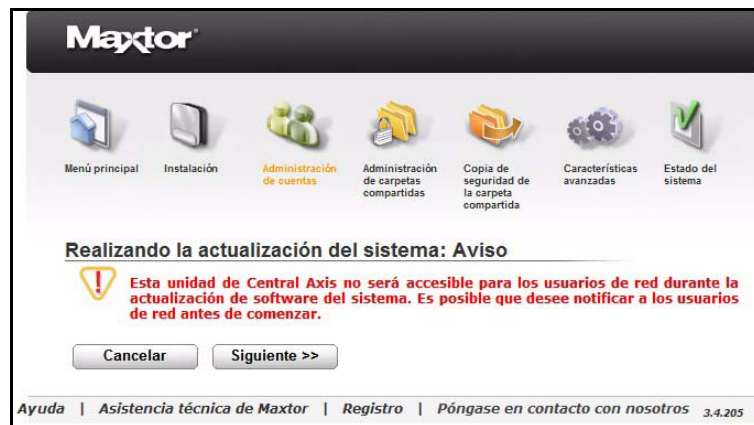 Maxtor
Menú principal
Instalación
Administración
de cuentas
Administración
de carpetas
compartidas
Copia de
seguridad de
la carpeta
compartida
Características
avanzadas
Estado del
sistema
Realizando la actualización del sistema: Aviso
Esta unidad de Central Axis no será accesible para los usuarios de red durante la
actualización de software del sistema. Es posible que desee notificar a los usuarios
de red antes de comenzar.
Cancelar
Siguiente >>
Ayuda | Asistencia técnica de Maxtor | Registro | Póngase en contacto con nosotros 3.4.205